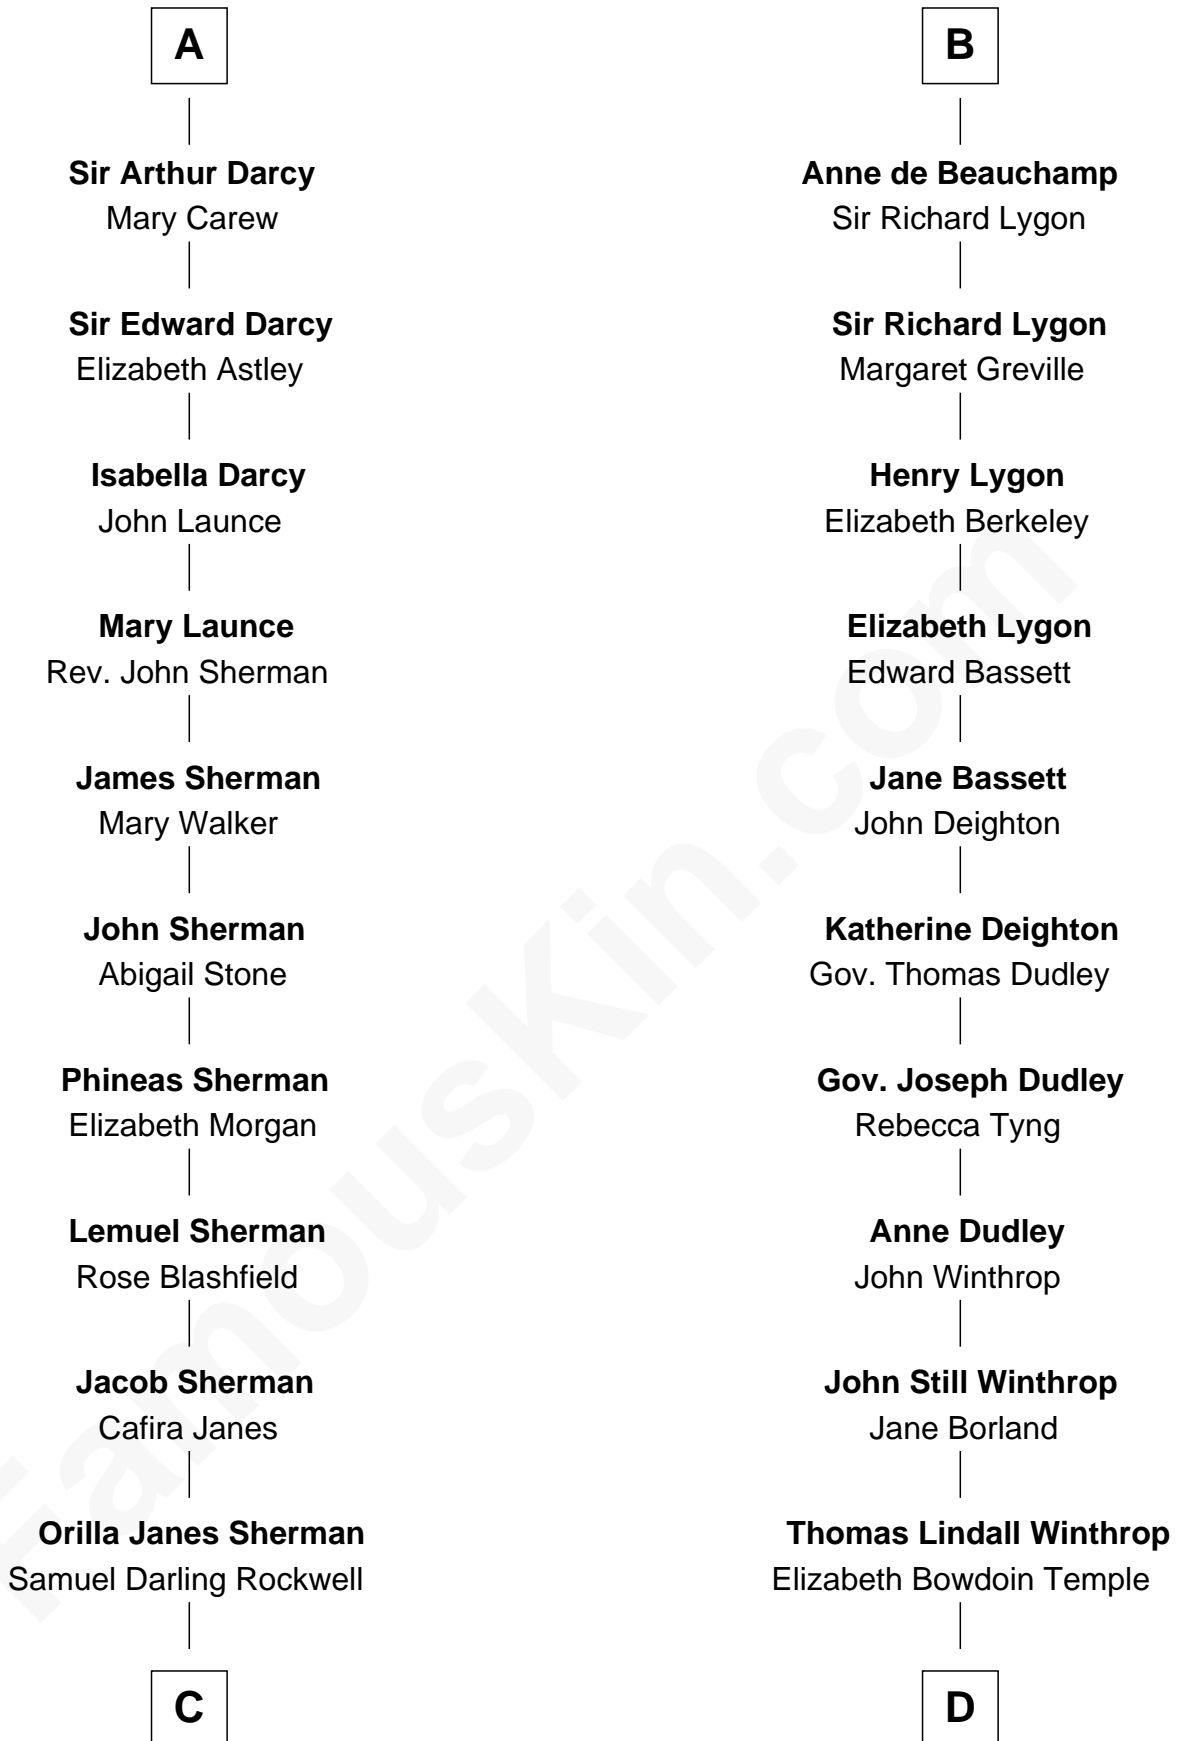 A
Sir Arthur Darcy
Mary Carew
Sir Edward Darcy
Elizabeth Astley
Isabella Darcy
John Launce
Mary Launce
Rev. John Sherman
James Sherman
Mary Walker
John Sherman
Abigail Stone
Phineas Sherman
Elizabeth Morgan
Lemuel Sherman
Rose Blashfield
Jacob Sherman
Cafira Janes
Orilla Janes Sherman
Samuel Darling Rockwell
C
B
Anne de Beauchamp
Sir Richard Lygon
Sir Richard Lygon
Margaret Greville
Henry Lygon
Elizabeth Berkeley
Elizabeth Lygon
Edward Bassett
Jane Bassett
John Deighton
Katherine Deighton
Gov. Thomas Dudley
Gov. Joseph Dudley
Rebecca Tyng
Anne Dudley
John Winthrop
John Still Winthrop
Jane Borland
Thomas Lindall Winthrop
Elizabeth Bowdoin Temple
D
FamousKin.com